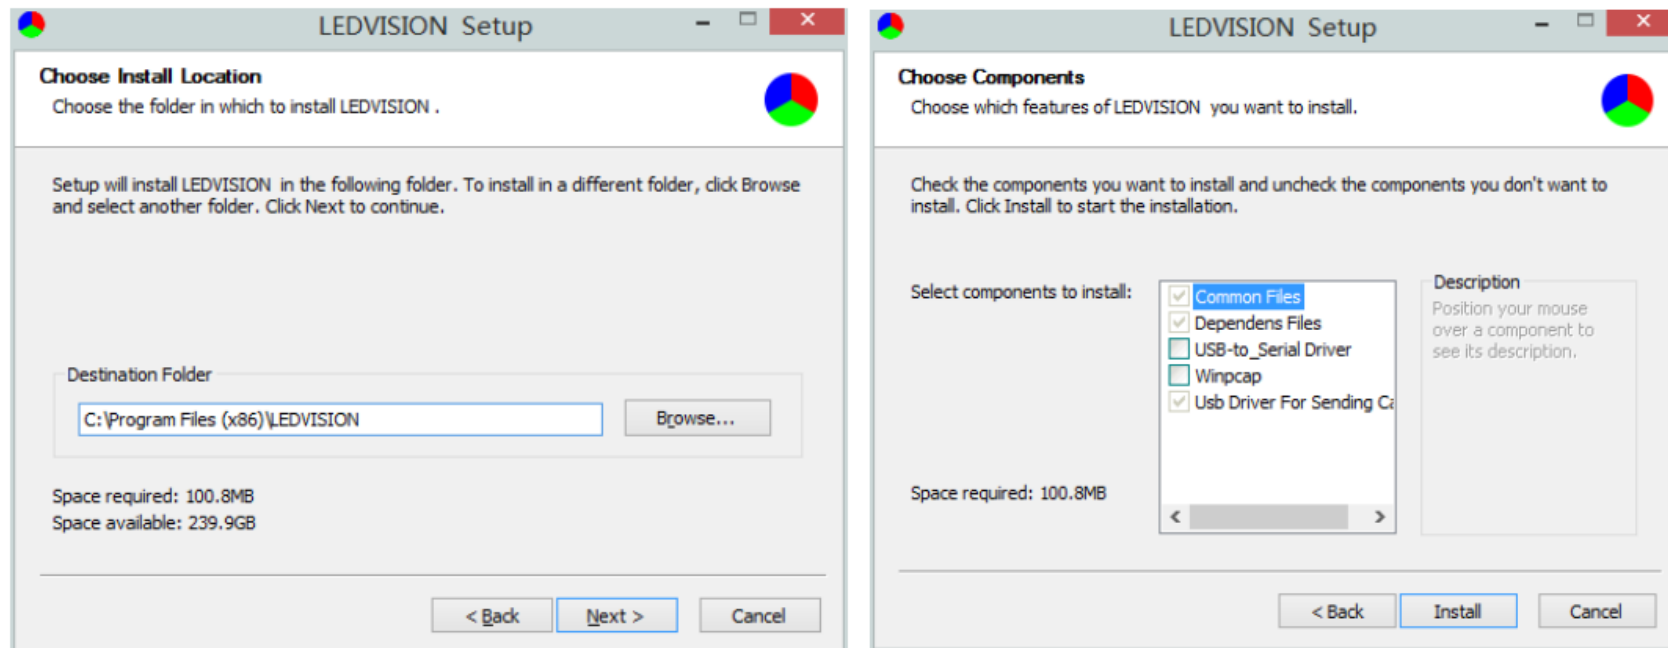 LEDVISION Setup
Choose Install Location
Choose the folder in which to install LEDVISION .
Setup will install LEDVISION in the following folder. To install in a different folder, click Browse
and select another folder. Click Next to continue.
Destination Folder
C:\Program Files (x86)\LEDVISION
Browse...
Space required: 100.8MB
Space available: 239.9GB
< Back
Next >
Cancel
LEDVISION Setup
Choose Components
Choose which features of LEDVISION you want to install.
Check the components you want to install and uncheck the components you don't want to
install. Click Install to start the installation.
Select components to install:
Common Files
Dependens Files
USB-to_Serial Driver
Winpcap
Usb Driver For Sending Ca
Description
Position your mouse
over a component to
see its description.
Space required: 100.8MB
< Back
Install
Cancel